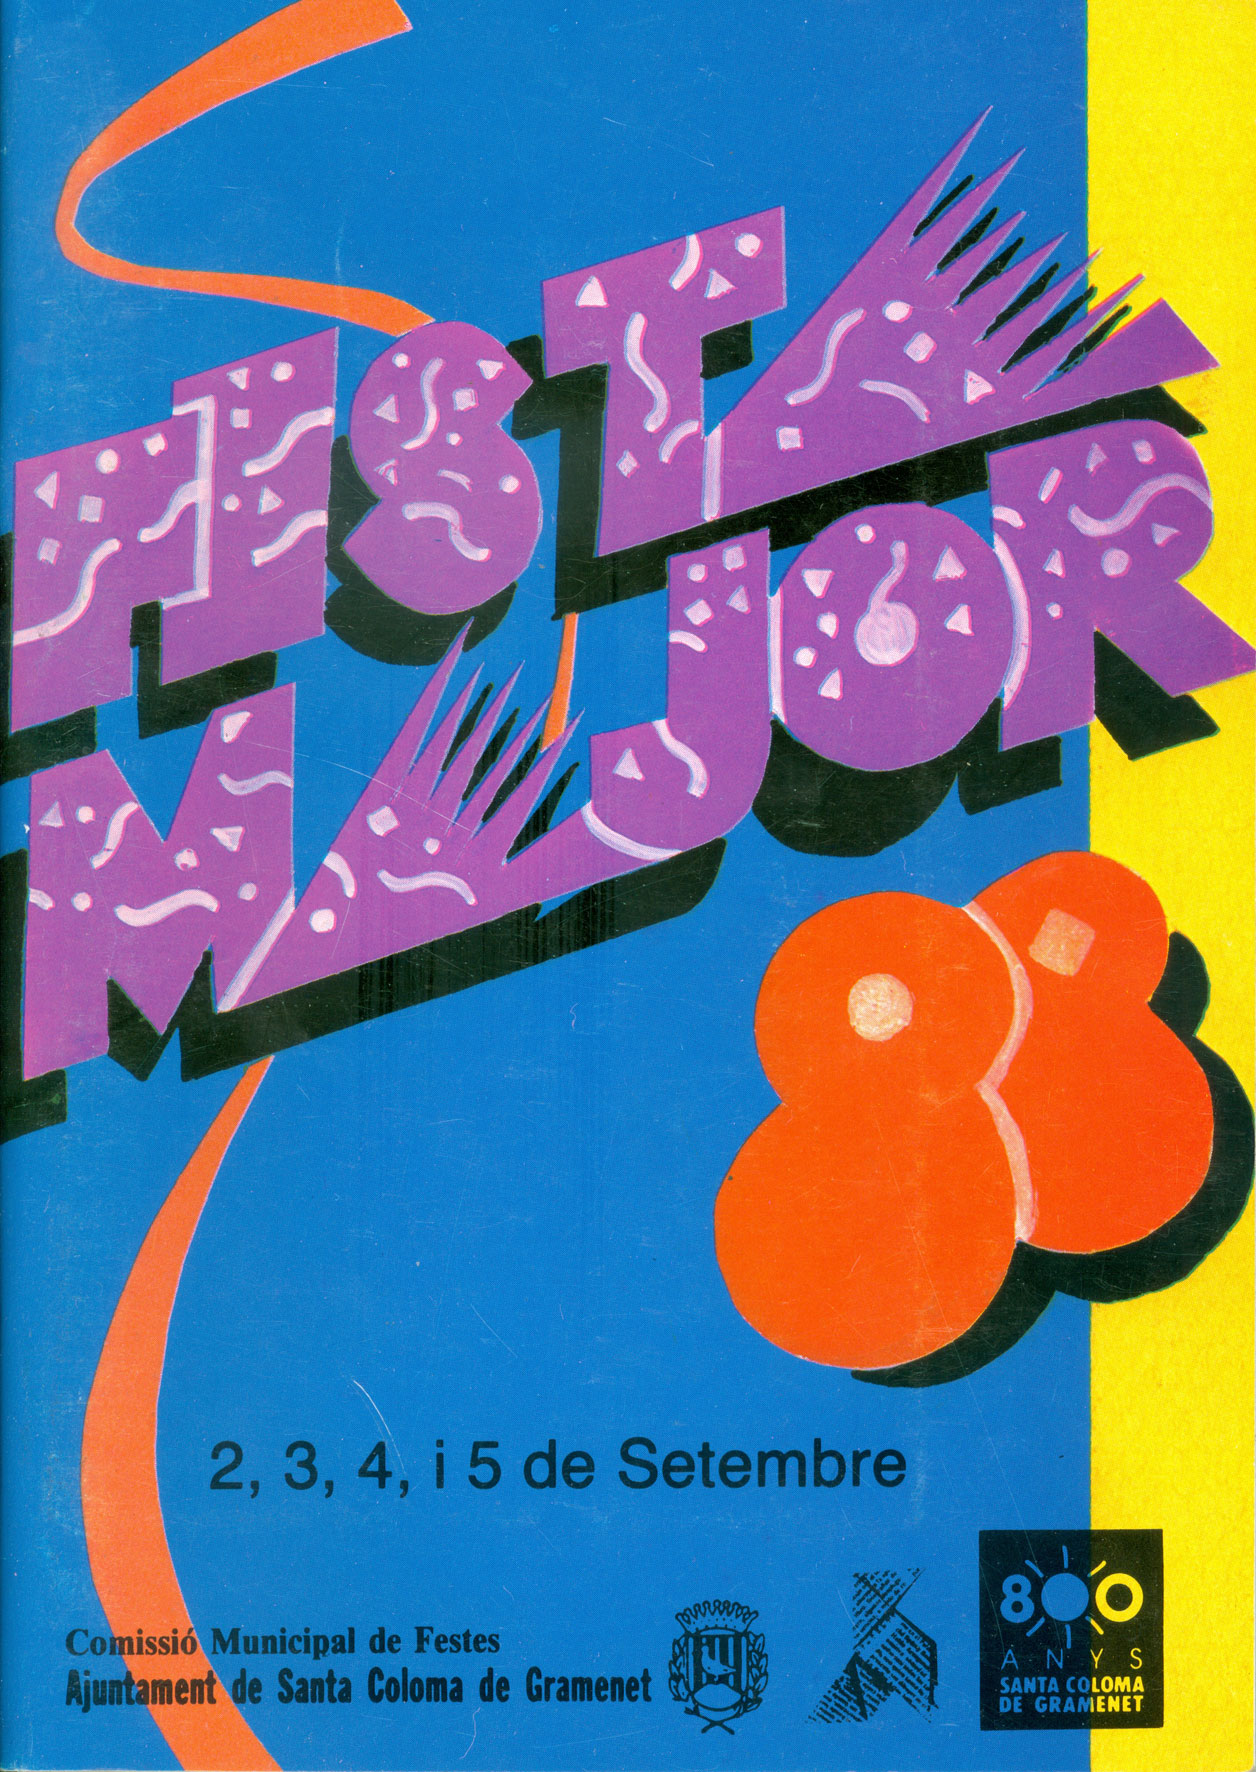 FESTA
MAJOR
88
2, 3, 4, i 5 de Setembre
Comissió Municipal de Festes
Ajuntament de Santa Coloma de Gramenet
800
ANYS
SANTA COLOMA
DE GRAMENET